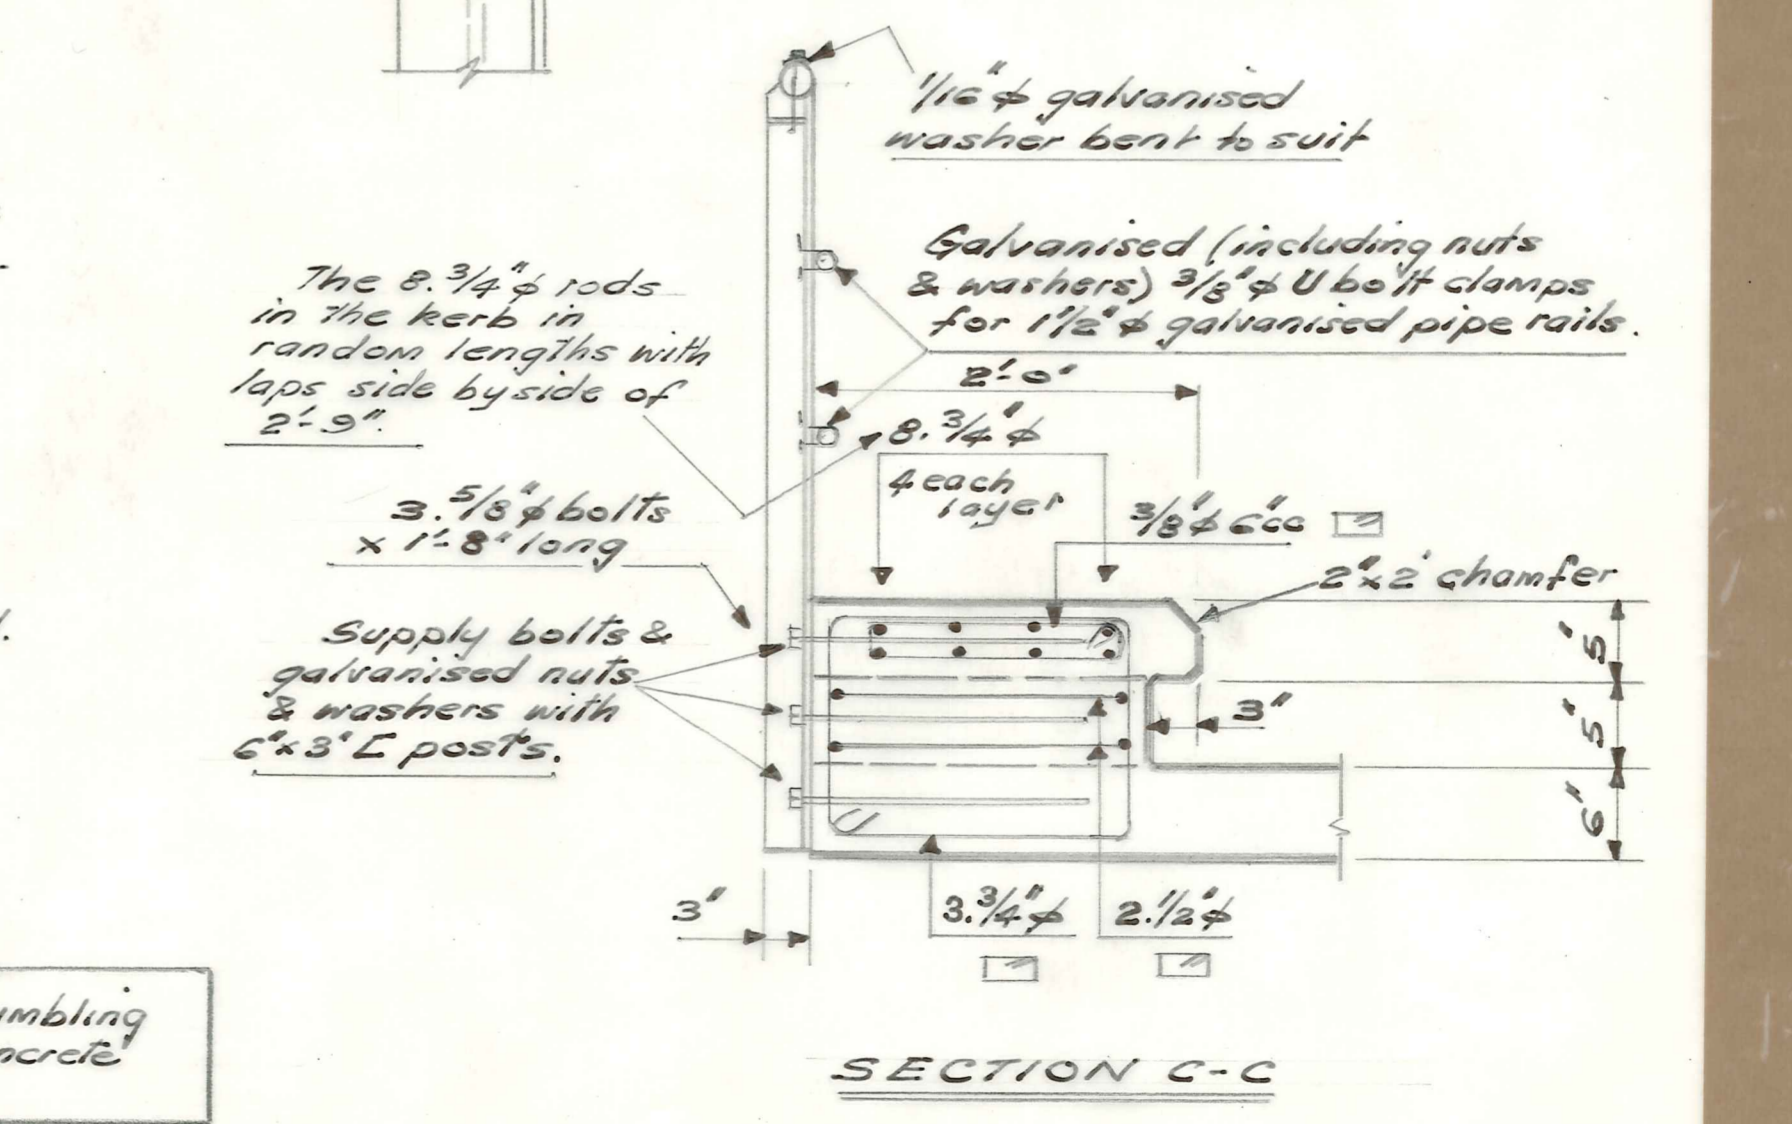 1/16"φ galvanised
washer bent to suit
Galvanised (including nuts
& washers) 3/8"φ U bolt clamps
for 1 1/2"φ galvanised pipe rails.
The 8. 3/4"φ rods
in the kerb in
random lengths with
laps side by side of
2'-9".
2'-0"
8. 3/4"φ
4 each
layer
3. 5/8"φ bolts
x 1'-8" long
3/8"φ 6"cc
2"x2" chamfer
Supply bolts &
galvanised nuts
& washers with
6"x3" [ posts.
5"
5"
6"
3"
3"
3. 3/4"φ
2. 1/2"φ
SECTION C-C
umbling
ncrete